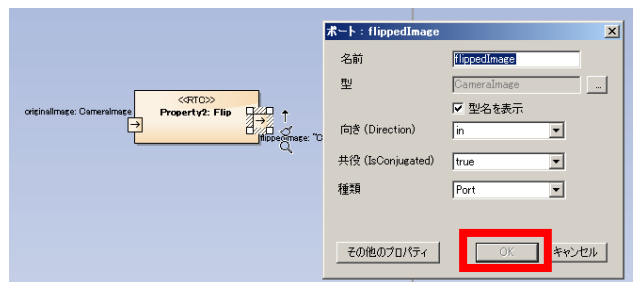 ポート : flippedImage
名前
flippedImage
型
CameraImage
...
型名を表示
向き (Direction)
in
共役 (IsConjugated)
true
種類
Port
その他のプロパティ
OK
キャンセル
originalImage: CameraImage
<<RTC>>
Property2: Flip